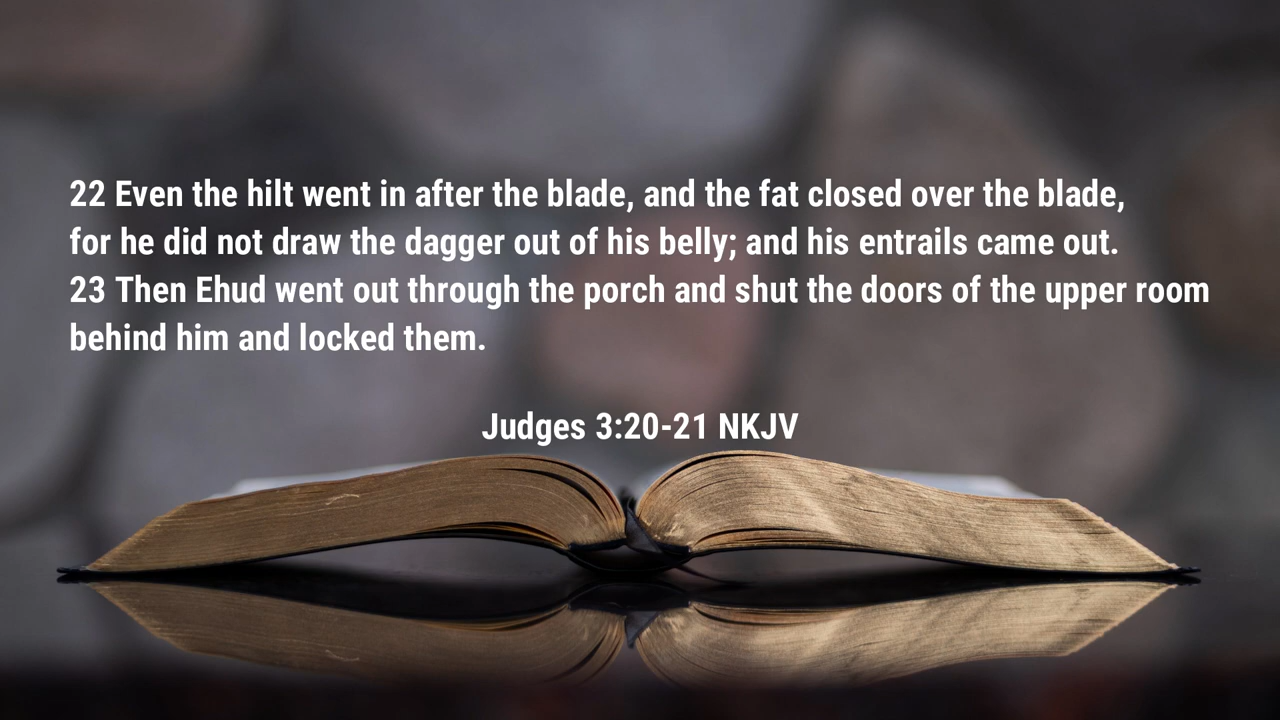 22 Even the hilt went in after the blade, and the fat closed over the blade,
for he did not draw the dagger out of his belly; and his entrails came out.
23 Then Ehud went out through the porch and shut the doors of the upper room
behind him and locked them.
Judges 3:20-21 NKJV